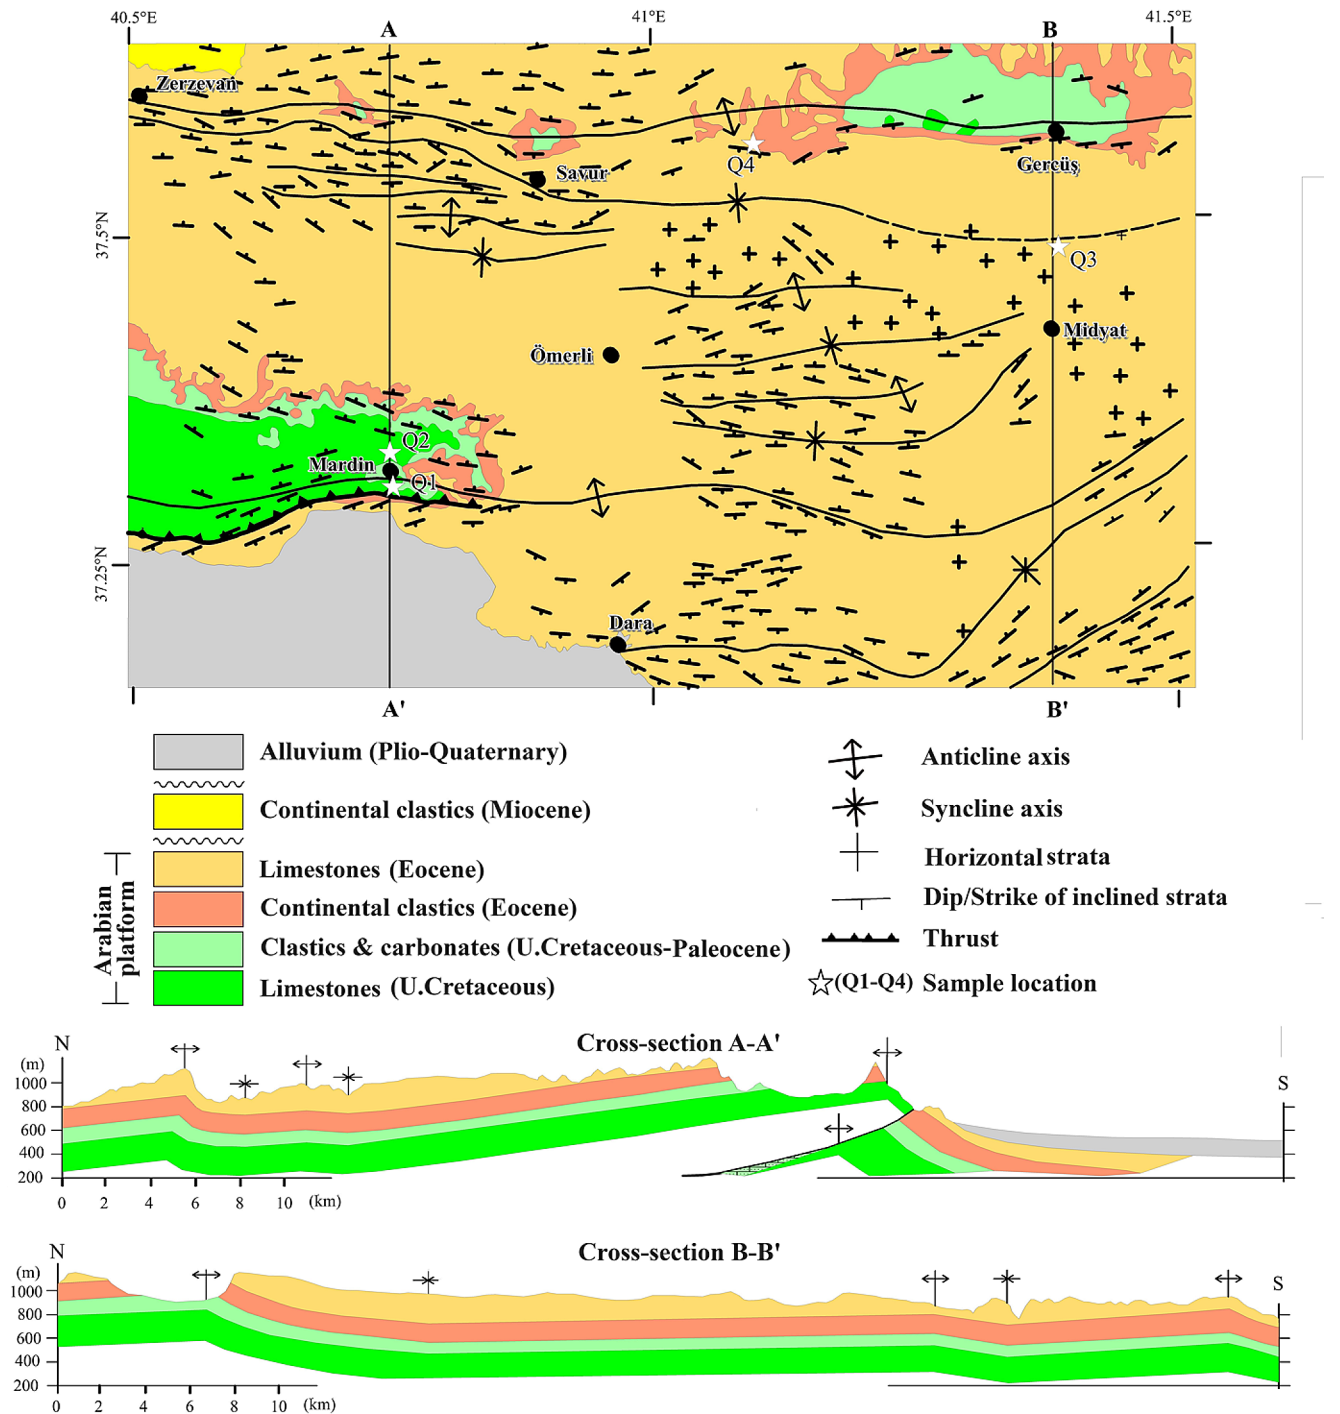 40.5°E
41°E
41.5°E
A
B
Zerzevan
Savur
Q4
Gercüş
37.5°N
Q3
Midyat
Ömerli
Q2
Mardin
Q1
37.25°N
Dara
A'
B'
Alluvium (Plio-Quaternary)
Continental clastics (Miocene)
Limestones (Eocene)
Continental clastics (Eocene)
Clastics & carbonates (U.Cretaceous-Paleocene)
Limestones (U.Cretaceous)
Arabian
platform
Anticline axis
Syncline axis
Horizontal strata
Dip/Strike of inclined strata
Thrust
(Q1-Q4) Sample location
Cross-section A-A'
N
(m)
1000
800
600
400
200
0 2 4 6 8 10 (km)
S
Cross-section B-B'
N
(m)
1000
800
600
400
200
0 2 4 6 8 10 (km)
S